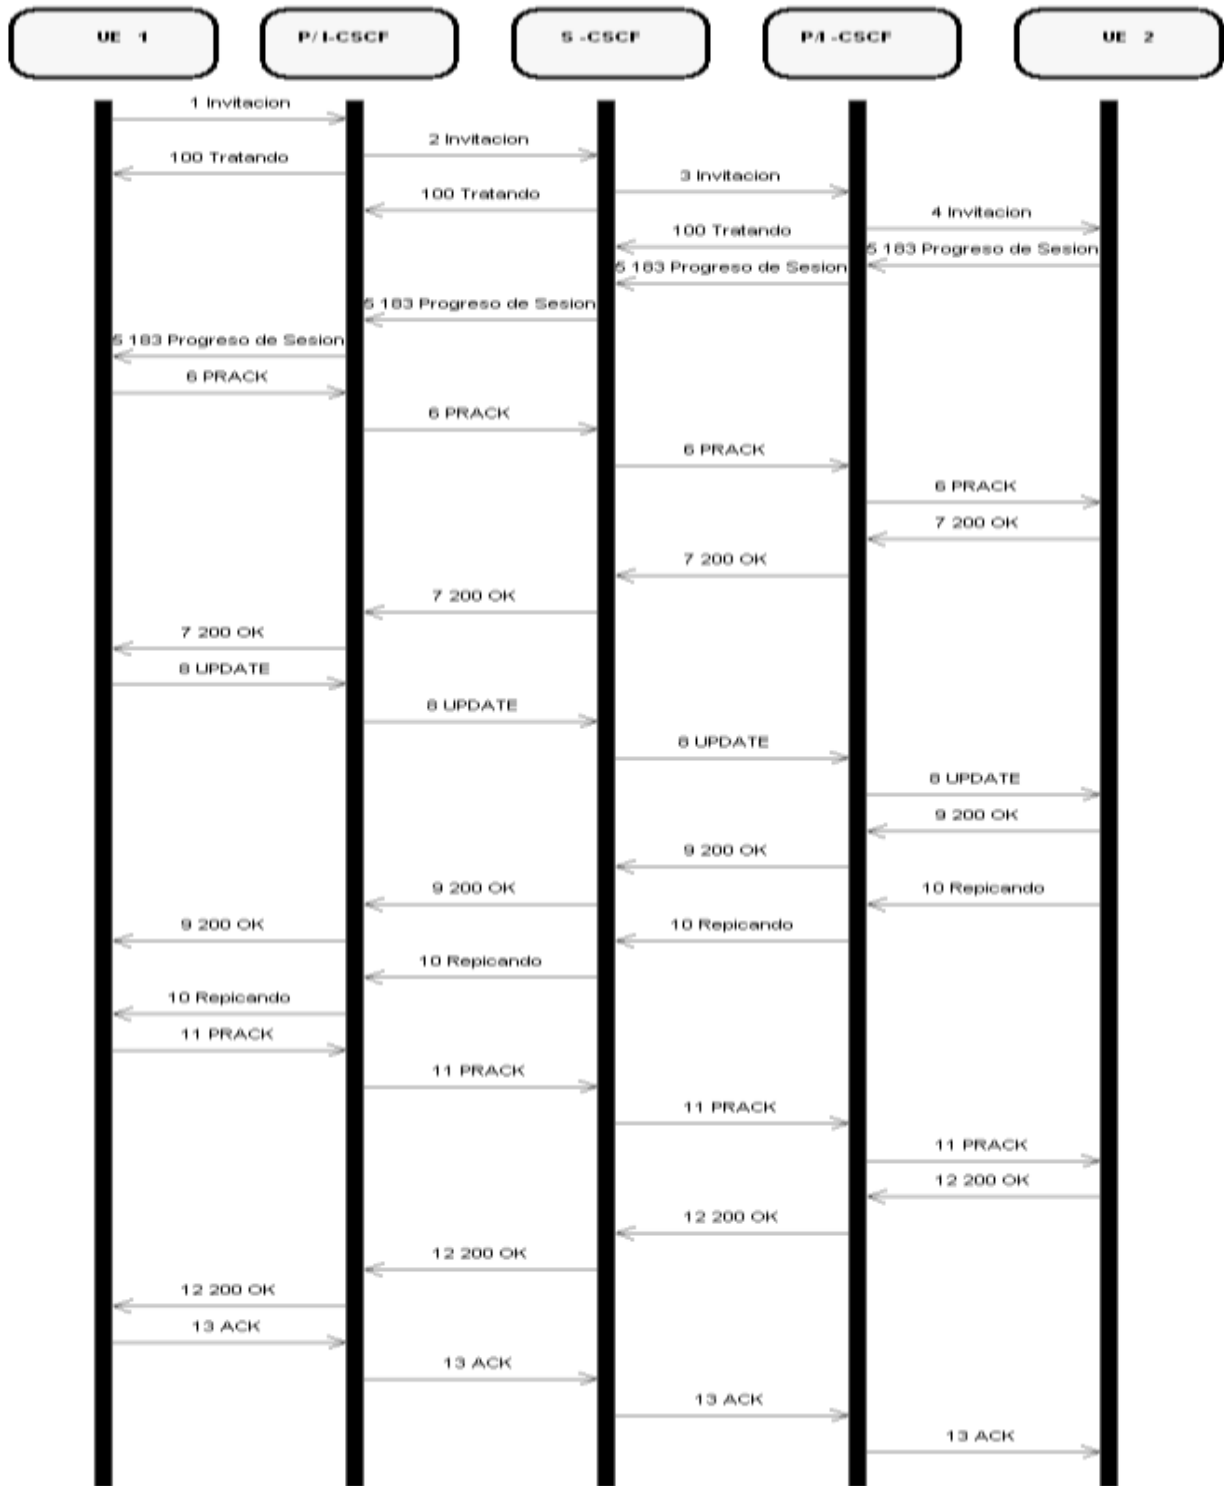 UE 1
P/I-CSCF
S -CSCF
P/I -CSCF
UE 2
1 Invitacion
2 Invitacion
100 Tratando
3 Invitacion
100 Tratando
4 Invitacion
100 Tratando
5 183 Progreso de Sesion
5 183 Progreso de Sesion
5 183 Progreso de Sesion
5 183 Progreso de Sesion
6 PRACK
6 PRACK
6 PRACK
6 PRACK
7 200 OK
7 200 OK
7 200 OK
7 200 OK
8 UPDATE
8 UPDATE
8 UPDATE
8 UPDATE
9 200 OK
9 200 OK
9 200 OK
10 Repicando
9 200 OK
10 Repicando
10 Repicando
10 Repicando
11 PRACK
11 PRACK
11 PRACK
11 PRACK
12 200 OK
12 200 OK
12 200 OK
12 200 OK
13 ACK
13 ACK
13 ACK
13 ACK